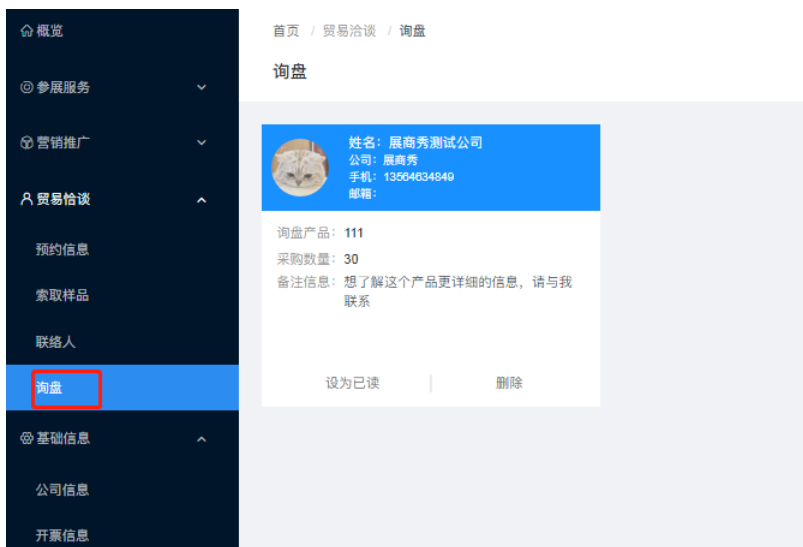 概览
参展服务
营销推广
贸易恰谈
预约信息
索取样品
联络人
询盘
基础信息
公司信息
开票信息
首页 / 贸易洽谈 / 询盘
询盘
姓名：展商秀测试公司
公司：展商秀
手机：13564634849
邮箱：
询盘产品：111
采购数量：30
备注信息：想了解这个产品更详细的信息，请与我
联系
设为已读
删除